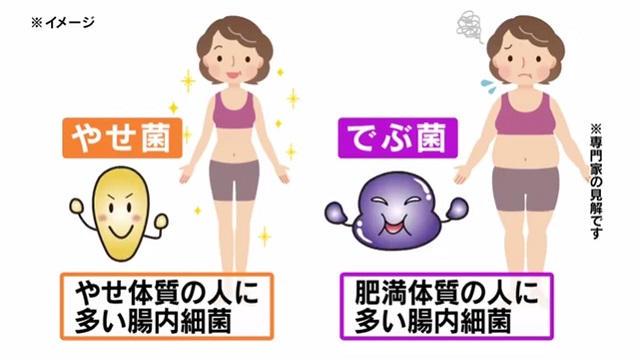 ※イメージ
やせ菌
でぶ菌
※専門家の見解です
やせ体質の人に
多い腸内細菌
肥満体質の人に
多い腸内細菌